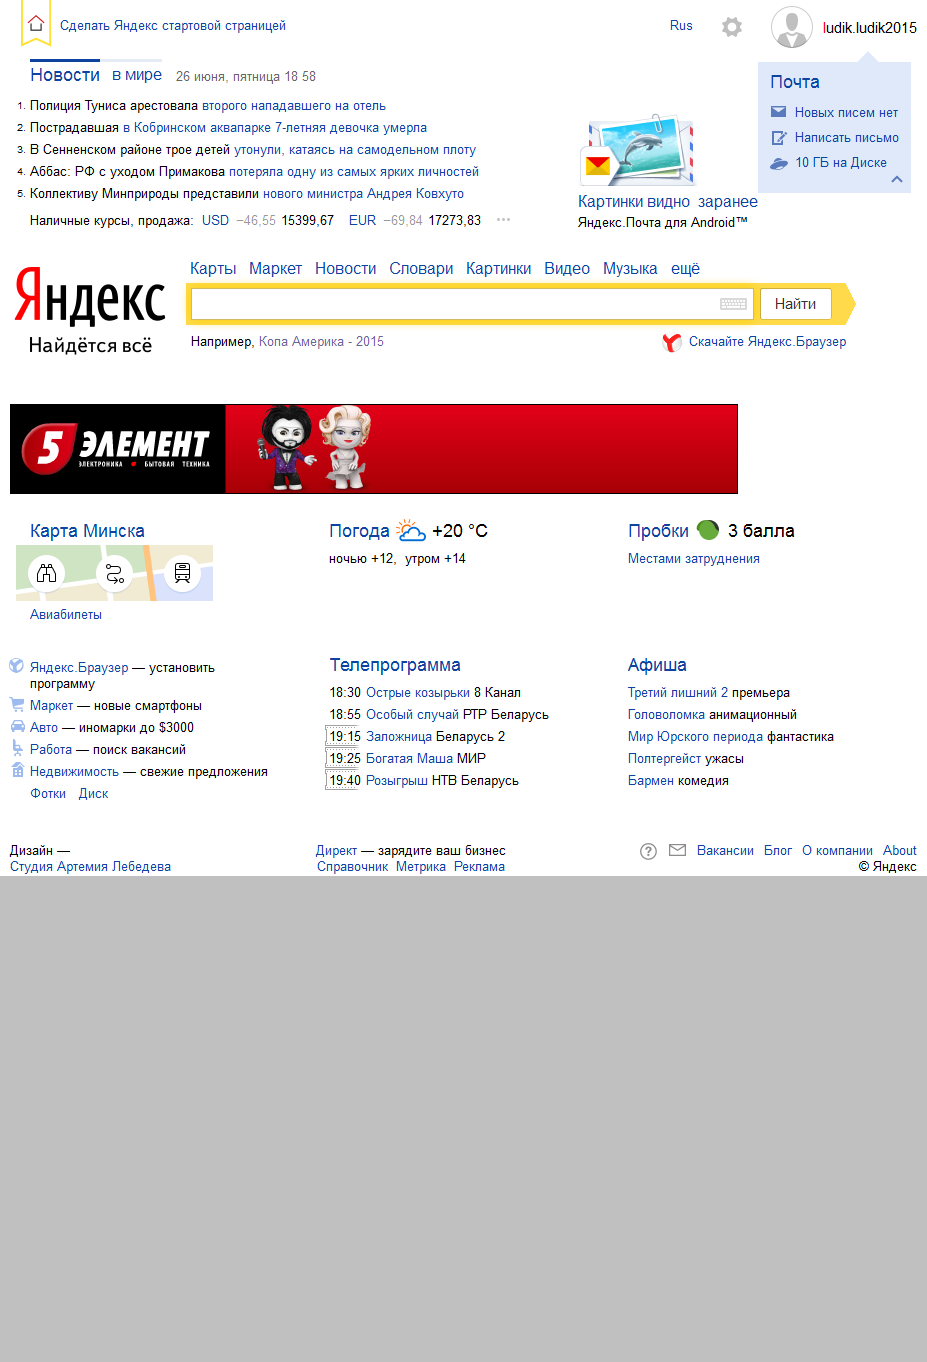 Сделать Яндекс стартовой страницей
Rus
ludik.ludik2015
Новости в мире 26 июня, пятница 18 58
1. Полиция Туниса арестовала второго нападавшего на отель
2. Пострадавшая в Кобринском аквапарке 7-летняя девочка умерла
3. В Сенненском районе трое детей утонули, катаясь на самодельном плоту
4. Аббас: РФ с уходом Примакова потеряла одну из самых ярких личностей
5. Коллективу Минприроды представили нового министра Андрея Ковхуто
Наличные курсы, продажа: USD −46,55 15399,67 EUR −69,84 17273,83
Картинки видно заранее
Яндекс.Почта для Android™
Почта
Новых писем нет
Написать письмо
10 ГБ на Диске
Яндекс
Найдётся всё
Карты Маркет Новости Словари Картинки Видео Музыка ещё
Найти
Например, Копа Америка - 2015
Скачайте Яндекс.Браузер
5 ЭЛЕМЕНТ
ЭЛЕКТРОНИКА • БЫТОВАЯ ТЕХНИКА
Карта Минска
Авиабилеты
Погода +20 °C
ночью +12, утром +14
Пробки 3 балла
Местами затруднения
Яндекс.Браузер — установить
программу
Маркет — новые смартфоны
Авто — иномарки до $3000
Работа — поиск вакансий
Недвижимость — свежие предложения
Фотки Диск
Телепрограмма
18:30 Острые козырьки 8 Канал
18:55 Особый случай РТР Беларусь
19:15 Заложница Беларусь 2
19:25 Богатая Маша МИР
19:40 Розыгрыш НТВ Беларусь
Афиша
Третий лишний 2 премьера
Головоломка анимационный
Мир Юрского периода фантастика
Полтергейст ужасы
Бармен комедия
Дизайн —
Студия Артемия Лебедева
Директ — зарядите ваш бизнес
Справочник Метрика Реклама
Вакансии Блог О компании About
© Яндекс